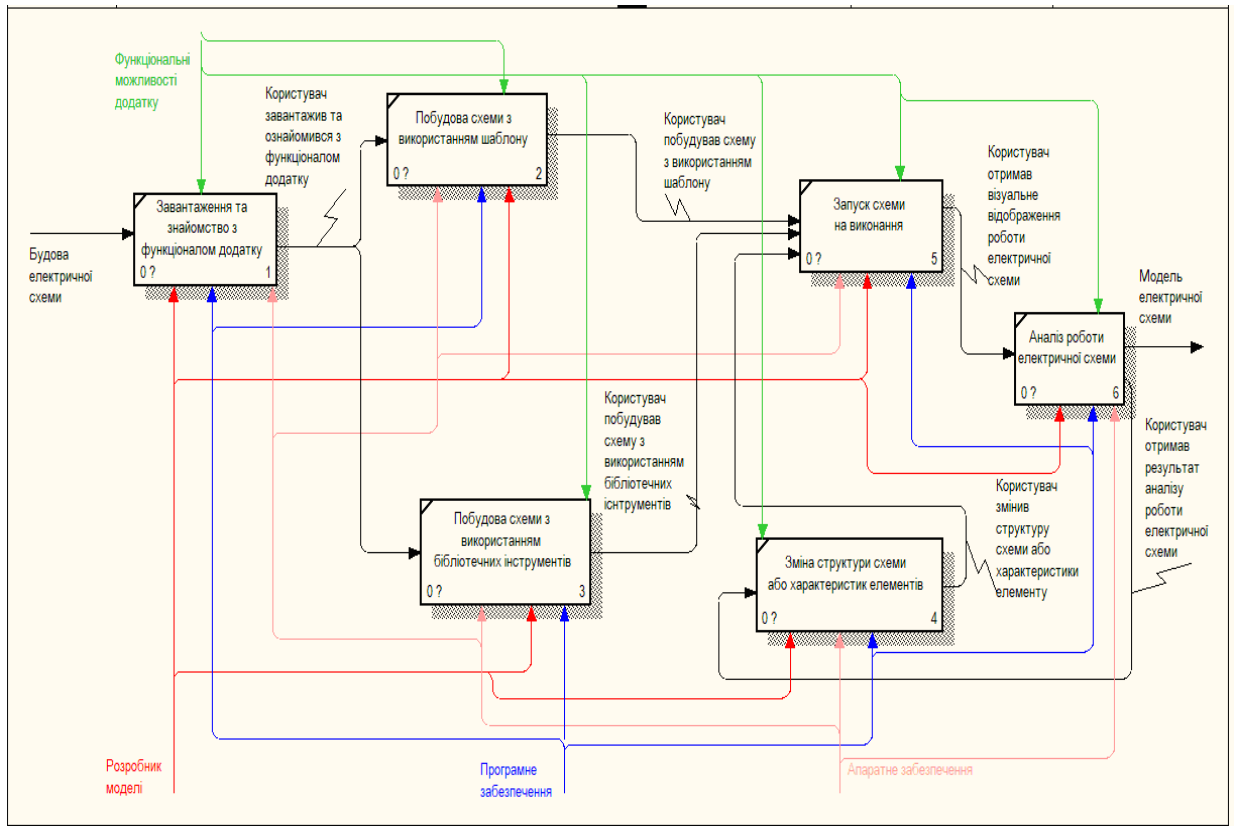 Функціональні
можливості
додатку
Користувач
завантажив та
ознайомився з
функціоналом
додатку
Побудова схеми з
використанням шаблону
0 ?
2
Користувач
побудував схему
з використанням
шаблону
Запуск схеми
на виконання
0 ?
5
Користувач
отримав
візуальне
відображення
роботи
електричної
схеми
Завантаження та
знайомство з
функціоналом додатку
0 ?
1
Будова
електричної
схеми
Модель
електричної
схеми
Аналіз роботи
електричної схеми
0 ?
6
Користувач
побудував
схему з
використанням
бібліотечних
існтрументів
Користувач
отримав
результат
аналізу
роботи
електричної
схеми
Користувач
змінив
структуру
схеми або
характеристики
елементу
Побудова схеми з
використанням
бібліотечних інструментів
0 ?
3
Зміна структури схеми
або характеристик елементів
0 ?
4
Розробник
моделі
Програмне
забезпечення
Апаратне забезпечення